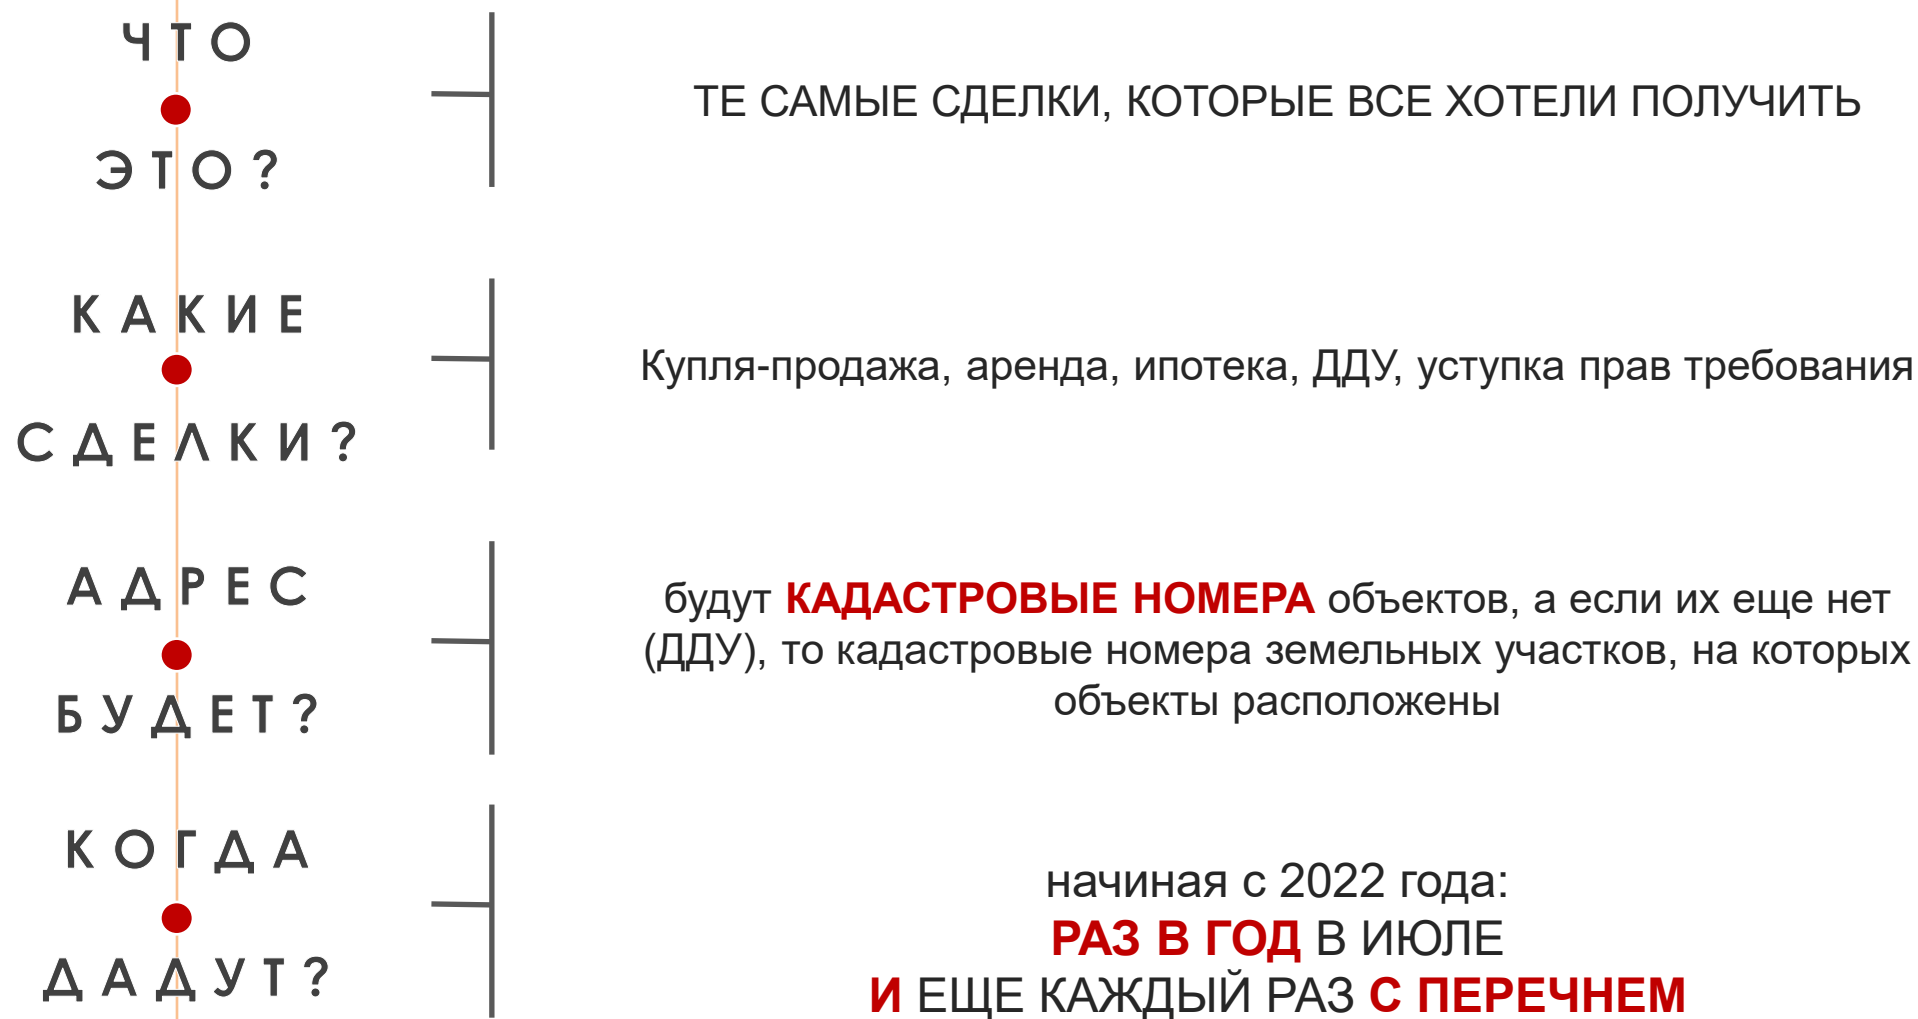 ЧТО
ЭТО?
ТЕ САМЫЕ СДЕЛКИ, КОТОРЫЕ ВСЕ ХОТЕЛИ ПОЛУЧИТЬ
КАКИЕ
СДЕЛКИ?
Купля-продажа, аренда, ипотека, ДДУ, уступка прав требования
АДРЕС
БУДЕТ?
будут КАДАСТРОВЫЕ НОМЕРА объектов, а если их еще нет
(ДДУ), то кадастровые номера земельных участков, на которых
объекты расположены
КОГДА
ДАДУТ?
начиная с 2022 года:
РАЗ В ГОД В ИЮЛЕ
И ЕЩЕ КАЖДЫЙ РАЗ С ПЕРЕЧНЕМ